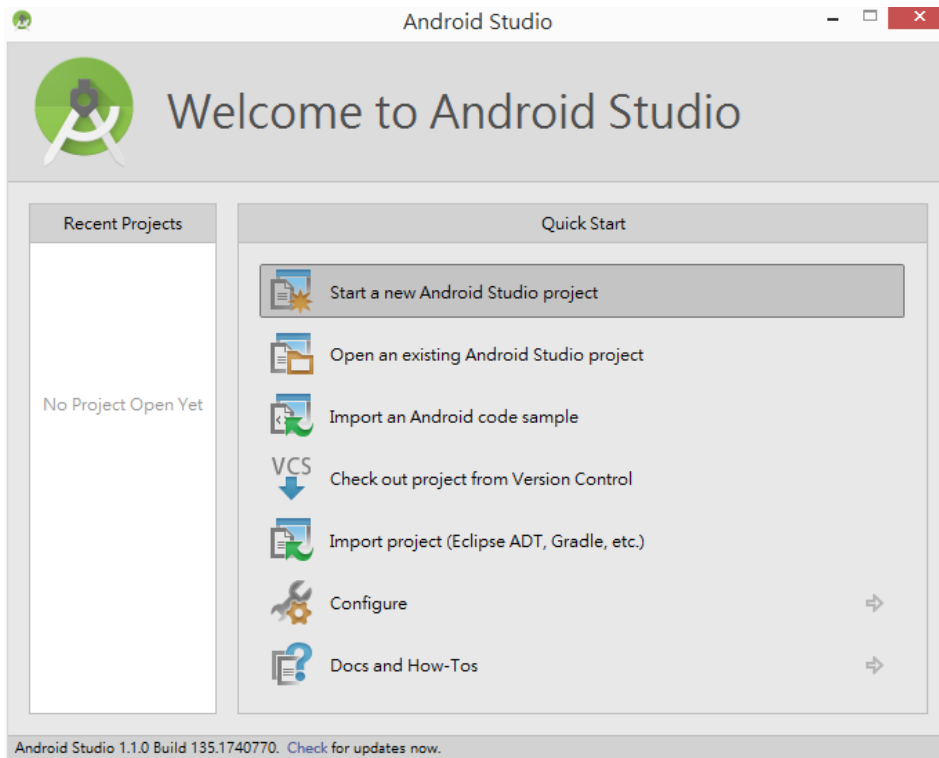 Android Studio
Welcome to Android Studio
Recent Projects
No Project Open Yet
Quick Start
Start a new Android Studio project
Open an existing Android Studio project
Import an Android code sample
VCS
Check out project from Version Control
Import project (Eclipse ADT, Gradle, etc.)
Configure
Docs and How-Tos
Android Studio 1.1.0 Build 135.1740770. Check for updates now.